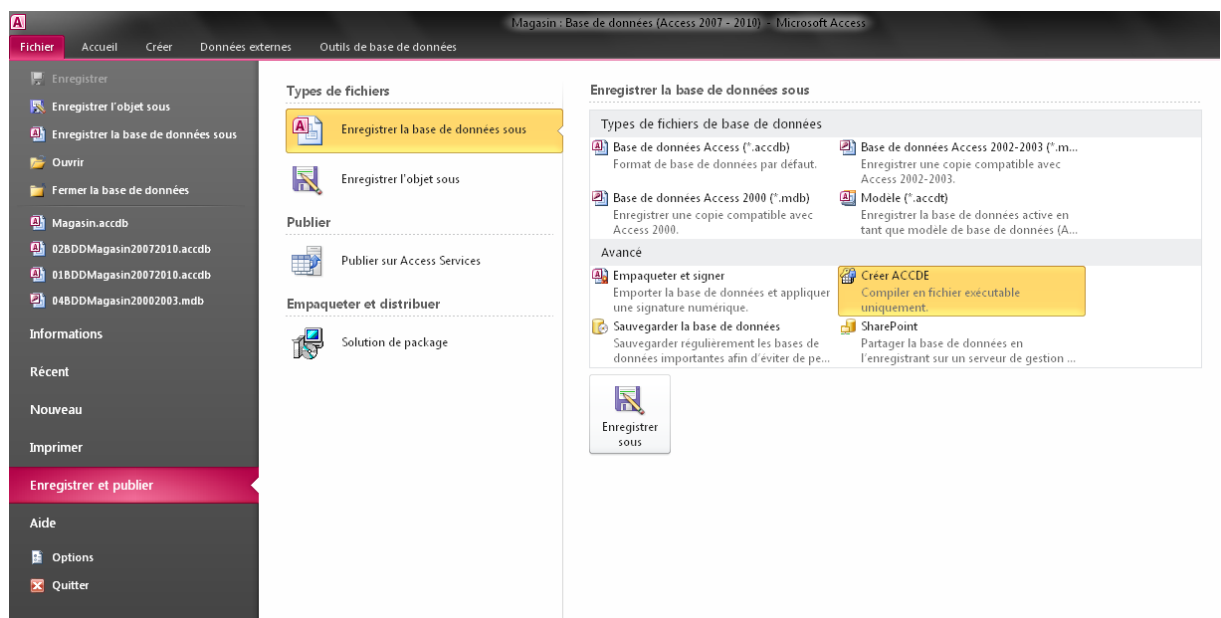 Magasin : Base de données (Access 2007 - 2010) - Microsoft Access
Fichier Accueil Créer Données externes Outils de base de données
Enregistrer
Enregistrer l'objet sous
Enregistrer la base de données sous
Ouvrir
Fermer la base de données
Magasin.accdb
02BDDMagasin20072010.accdb
01BDDMagasin20072010.accdb
04BDDMagasin20002003.mdb
Informations
Récent
Nouveau
Imprimer
Enregistrer et publier
Aide
Options
Quitter
Types de fichiers
Enregistrer la base de données sous
Enregistrer l'objet sous
Publier
Publier sur Access Services
Empaqueter et distribuer
Solution de package
Enregistrer la base de données sous
Types de fichiers de base de données
Base de données Access (*.accdb)
Format de base de données par défaut.
Base de données Access 2002-2003 (*.m...
Enregistrer une copie compatible avec
Access 2002-2003.
Base de données Access 2000 (*.mdb)
Enregistrer une copie compatible avec
Access 2000.
Modèle (*.accdt)
Enregistrer la base de données active en
tant que modèle de base de données (A...
Avancé
Empaqueter et signer
Emporter la base de données et appliquer
une signature numérique.
Créer ACCDE
Compiler en fichier exécutable
uniquement.
Sauvegarder la base de données
Sauvegarder régulièrement les bases de
données importantes afin d'éviter de pe...
SharePoint
Partager la base de données en
l'enregistrant sur un serveur de gestion ...
Enregistrer
sous